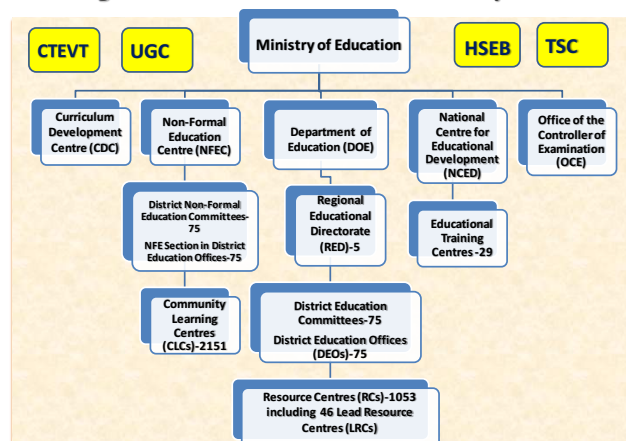 CTEVT
UGC
Ministry of Education
HSEB
TSC
Curriculum
Development
Centre (CDC)
Non-Formal
Education
Centre (NFEC)
Department of
Education (DOE)
National
Centre for
Educational
Development
(NCED)
Office of the
Controller of
Examination
(OCE)
District Non-Formal
Education Committees-
75
NFE Section in District
Education Offices-75
Regional
Educational
Directorate
(RED)-5
Educational
Training
Centres -29
Community
Learning
Centres
(CLCs)-2151
District Education
Committees-75
District Education Offices
(DEOs)-75
Resource Centres (RCs)-1053
including 46 Lead Resource
Centres (LRCs)